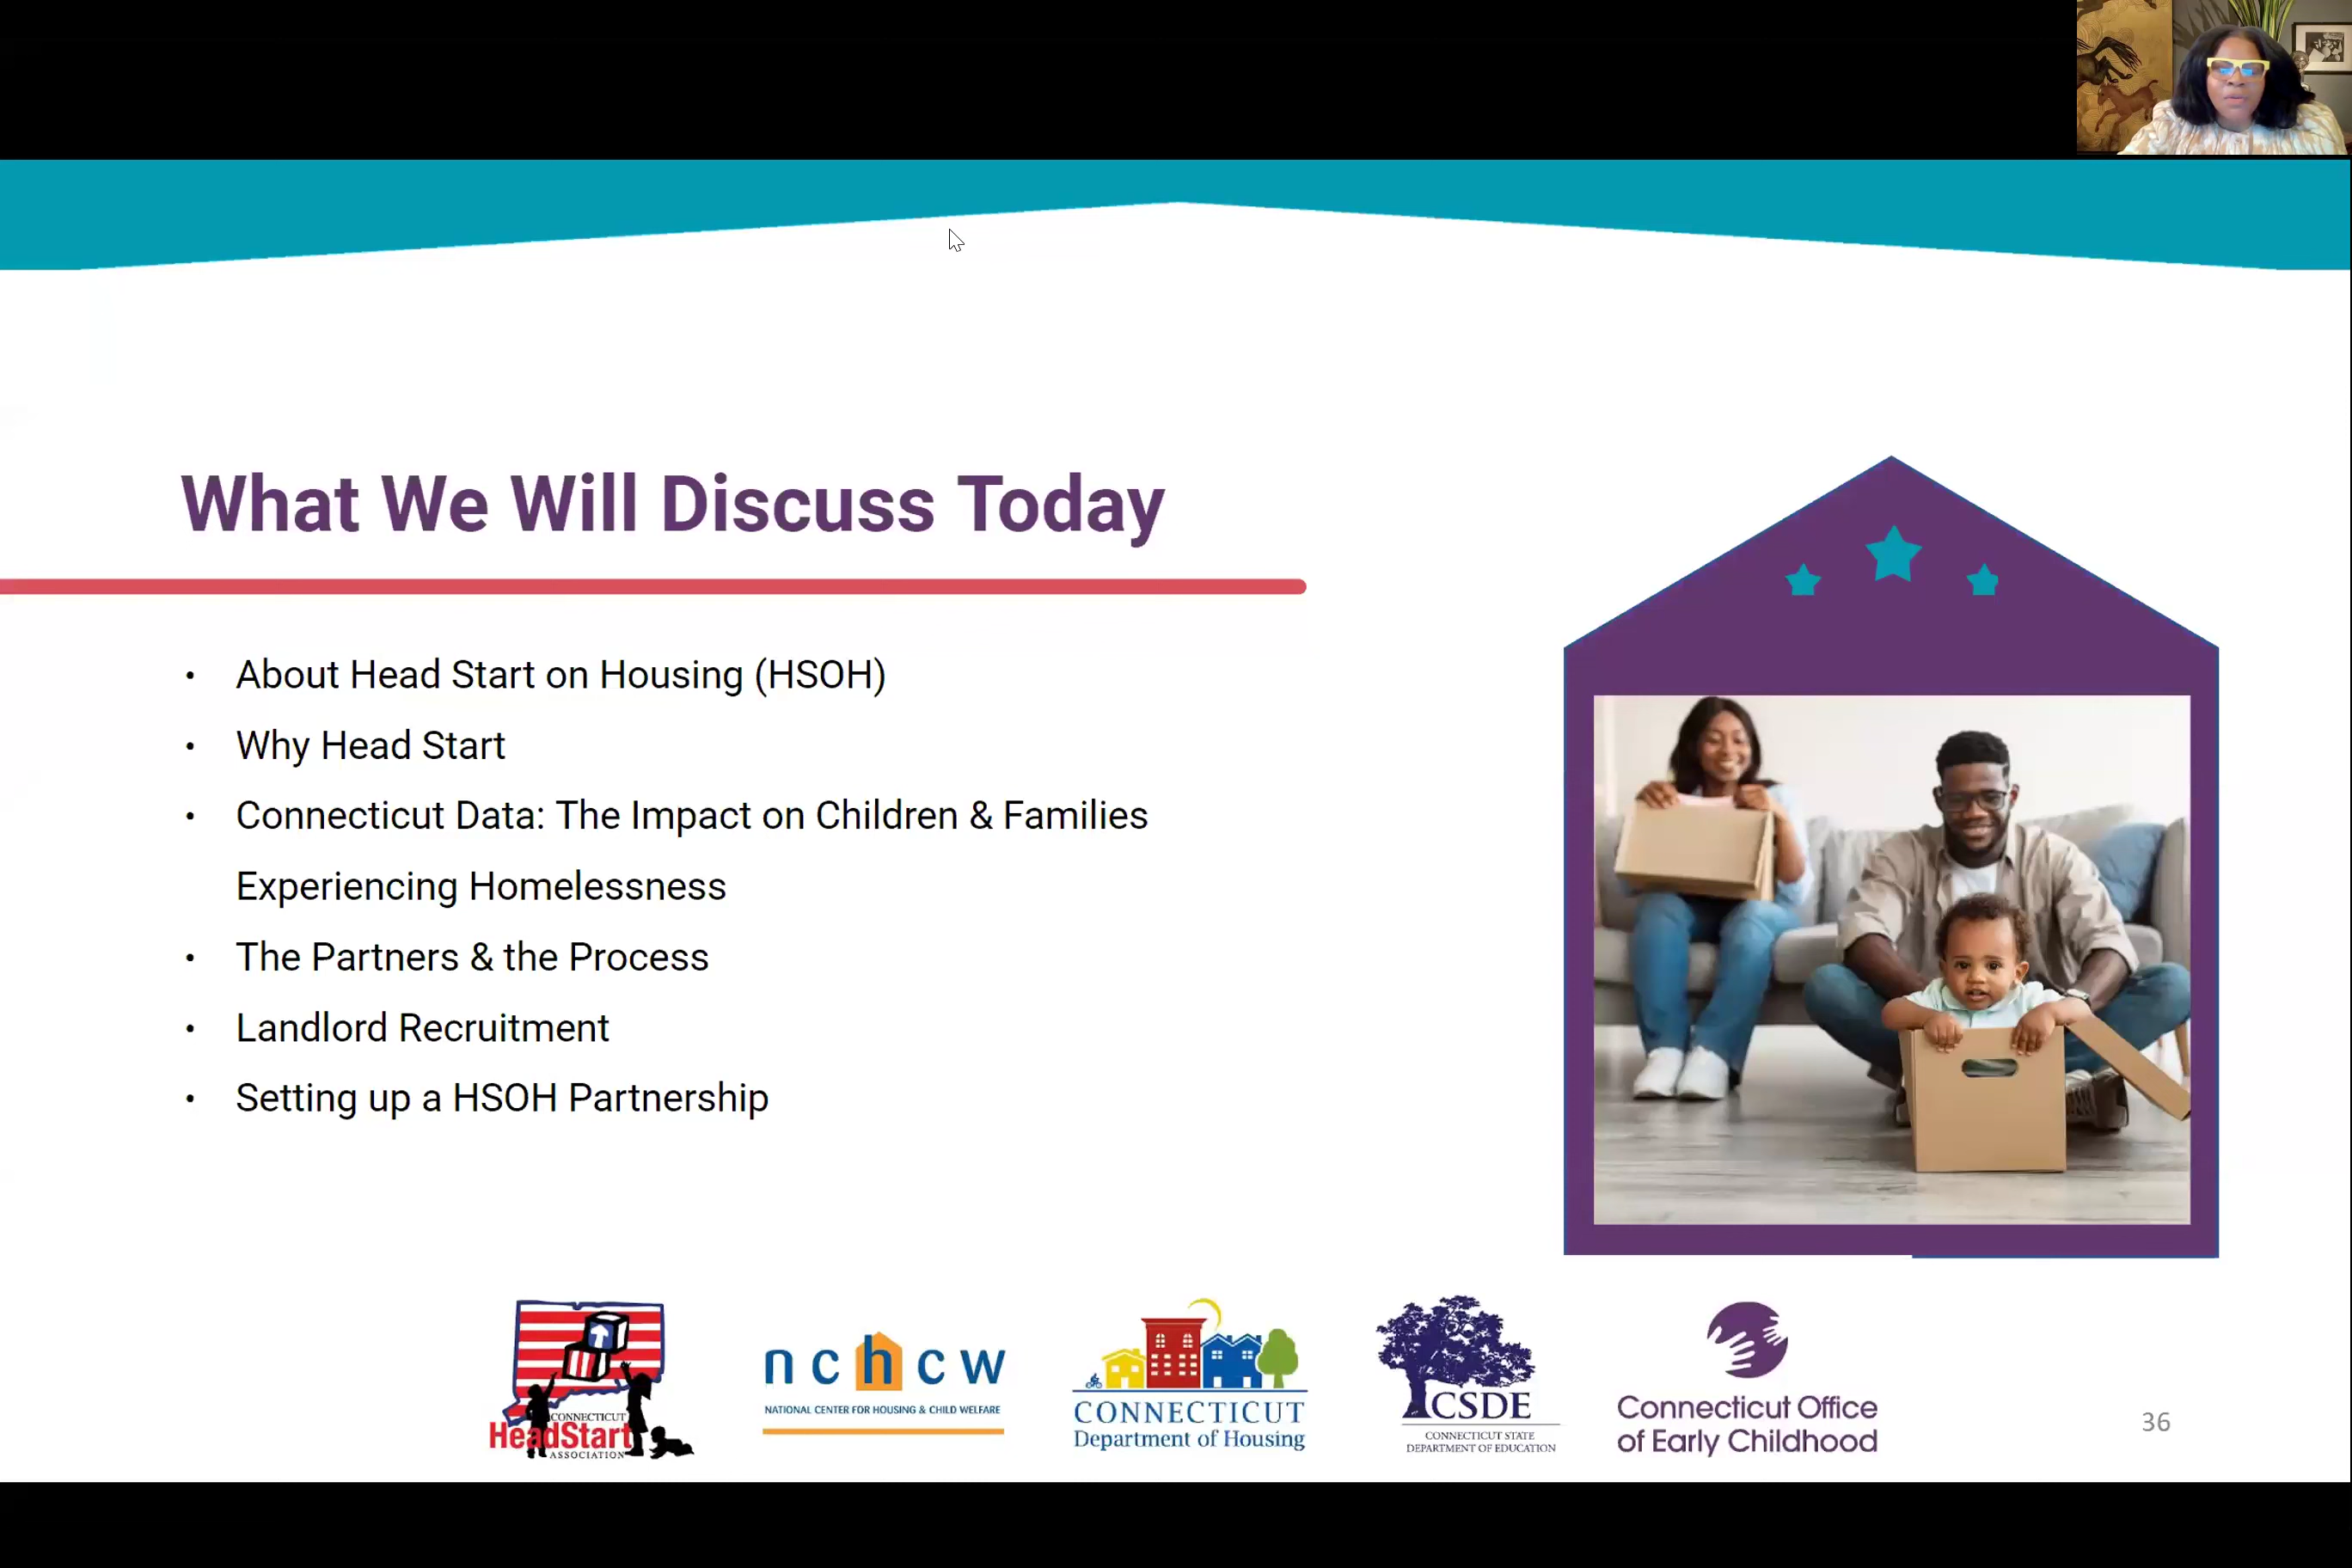 What We Will Discuss Today
• About Head Start on Housing (HSOH)
• Why Head Start
• Connecticut Data: The Impact on Children & Families
Experiencing Homelessness
• The Partners & the Process
• Landlord Recruitment
• Setting up a HSOH Partnership
CONNECTICUT
HeadStart
ASSOCIATION
nchcw
NATIONAL CENTER FOR HOUSING & CHILD WELFARE
CONNECTICUT
Department of Housing
CSDE
CONNECTICUT STATE
DEPARTMENT OF EDUCATION
Connecticut Office
of Early Childhood
36